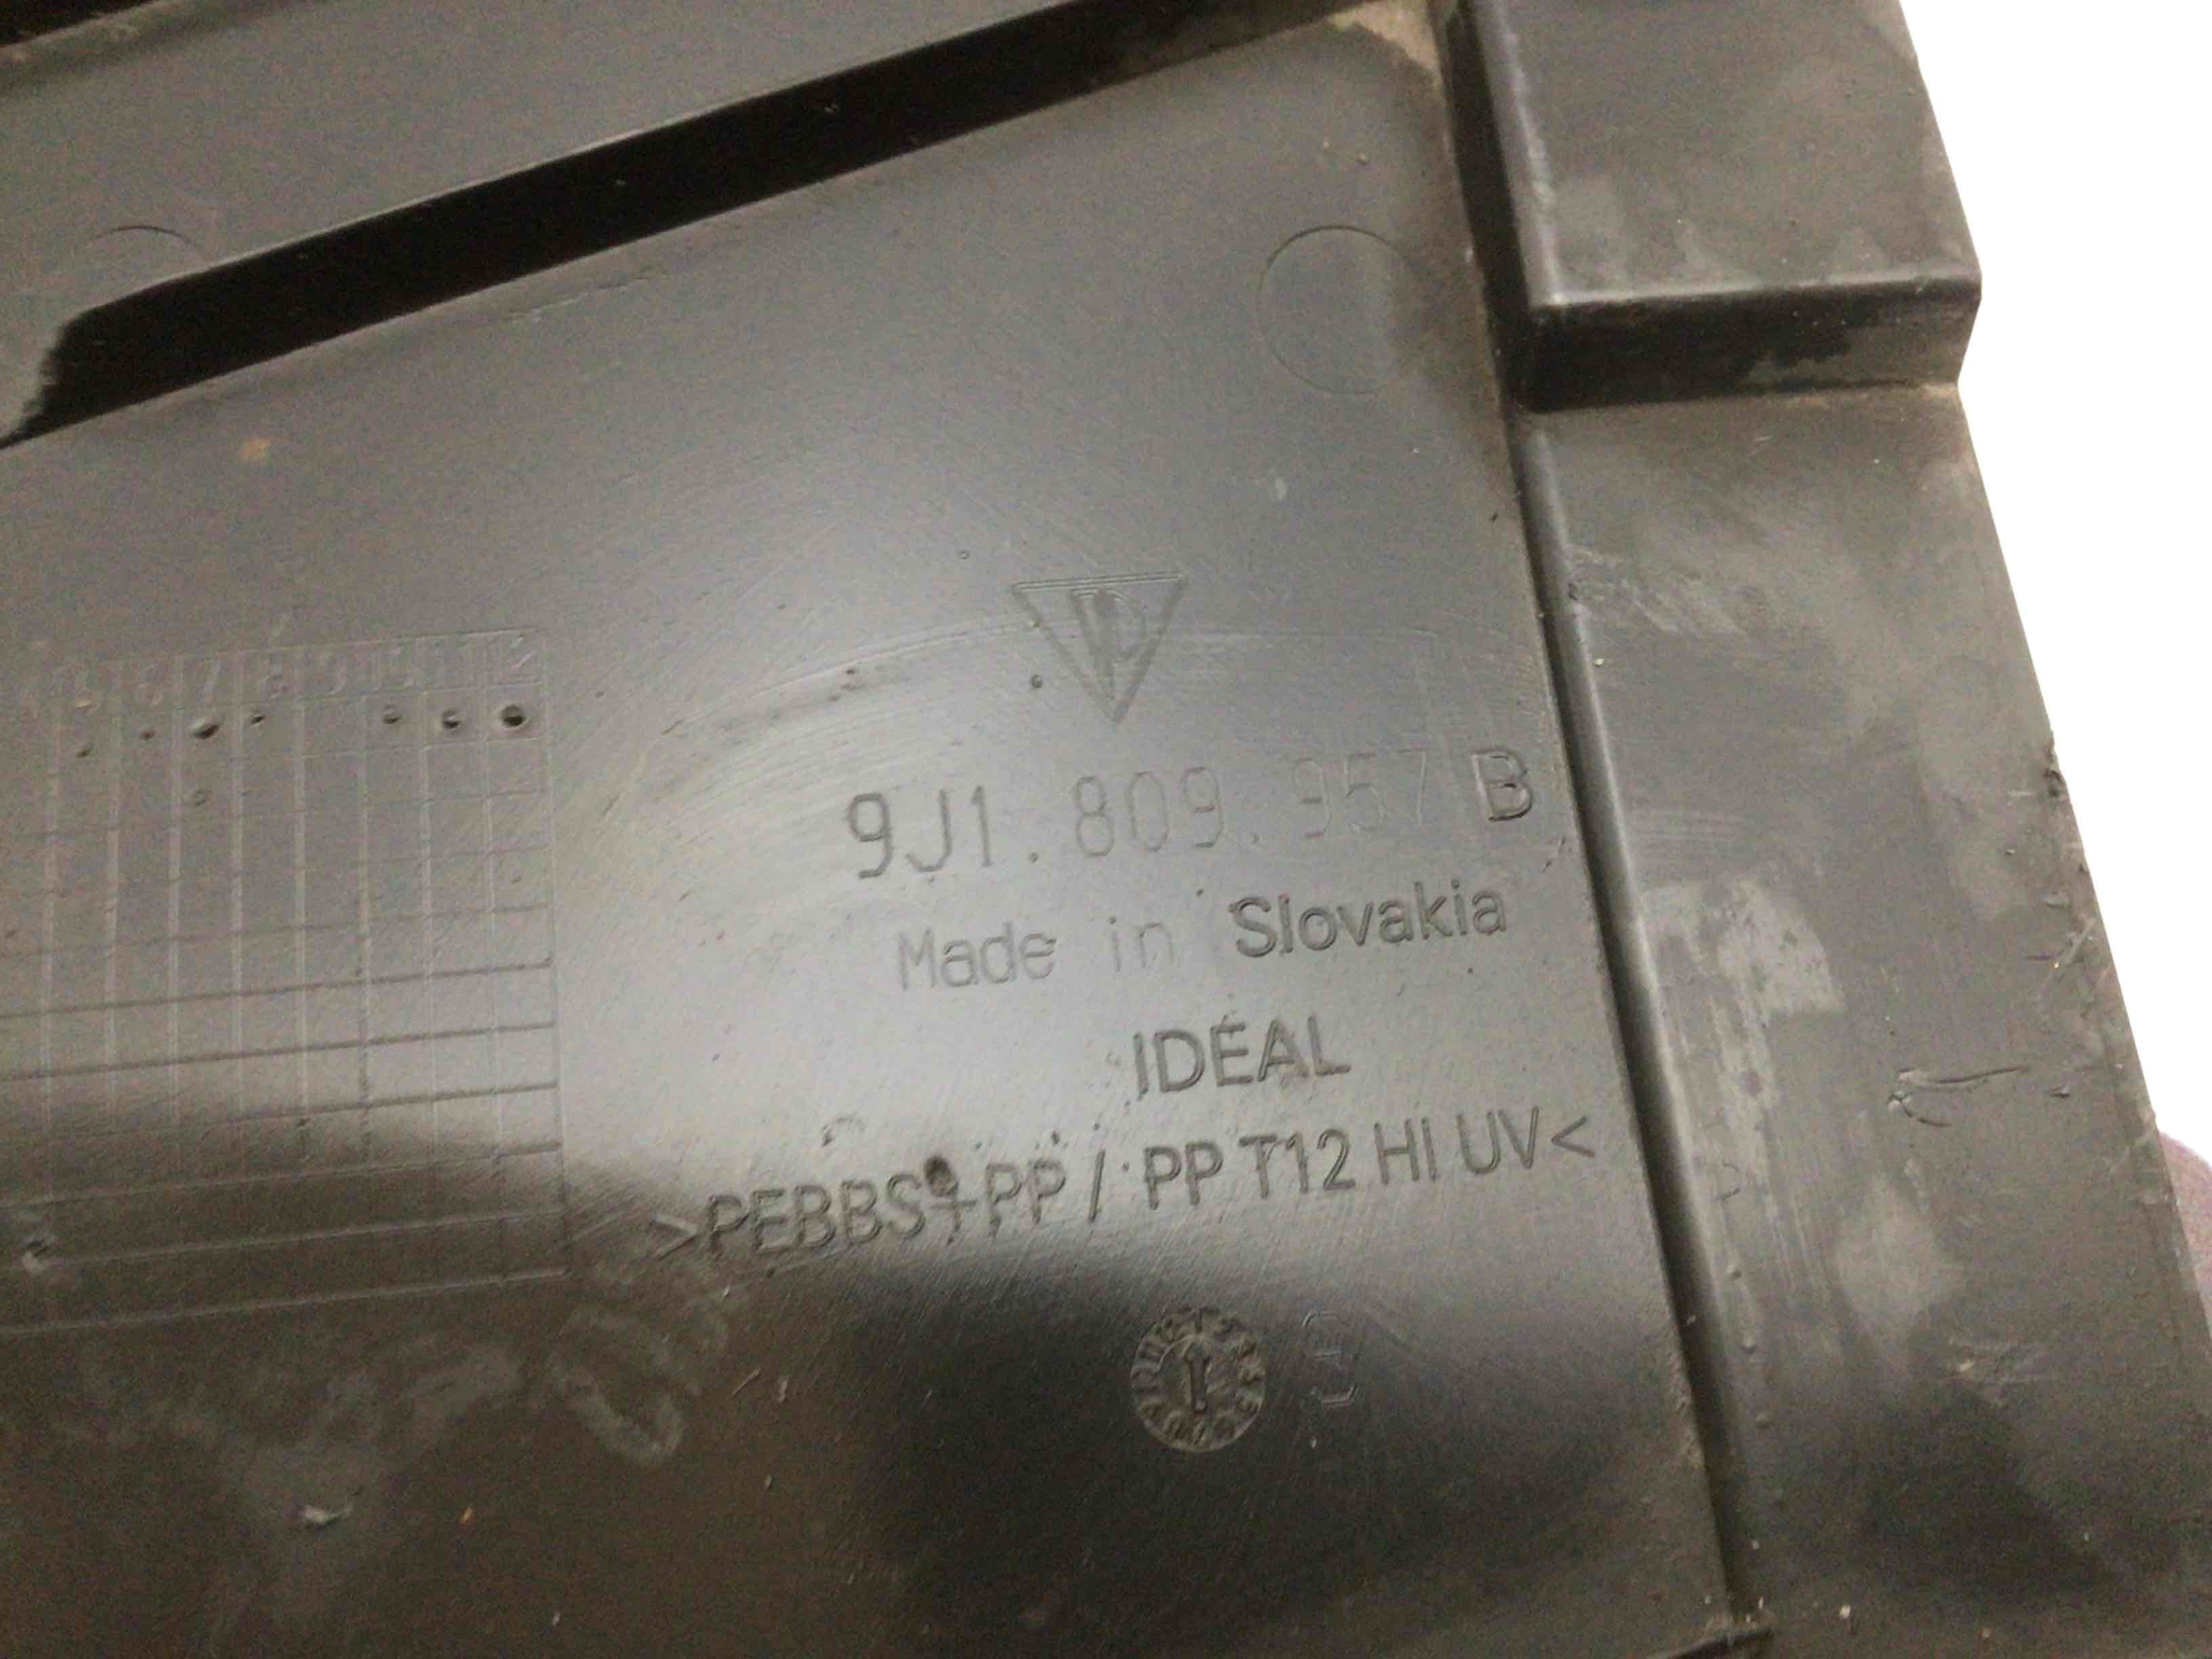 9J1.809.957 B
Made in Slovakia
IDEAL
>PEBBS+PP / PP T12 HI UV<